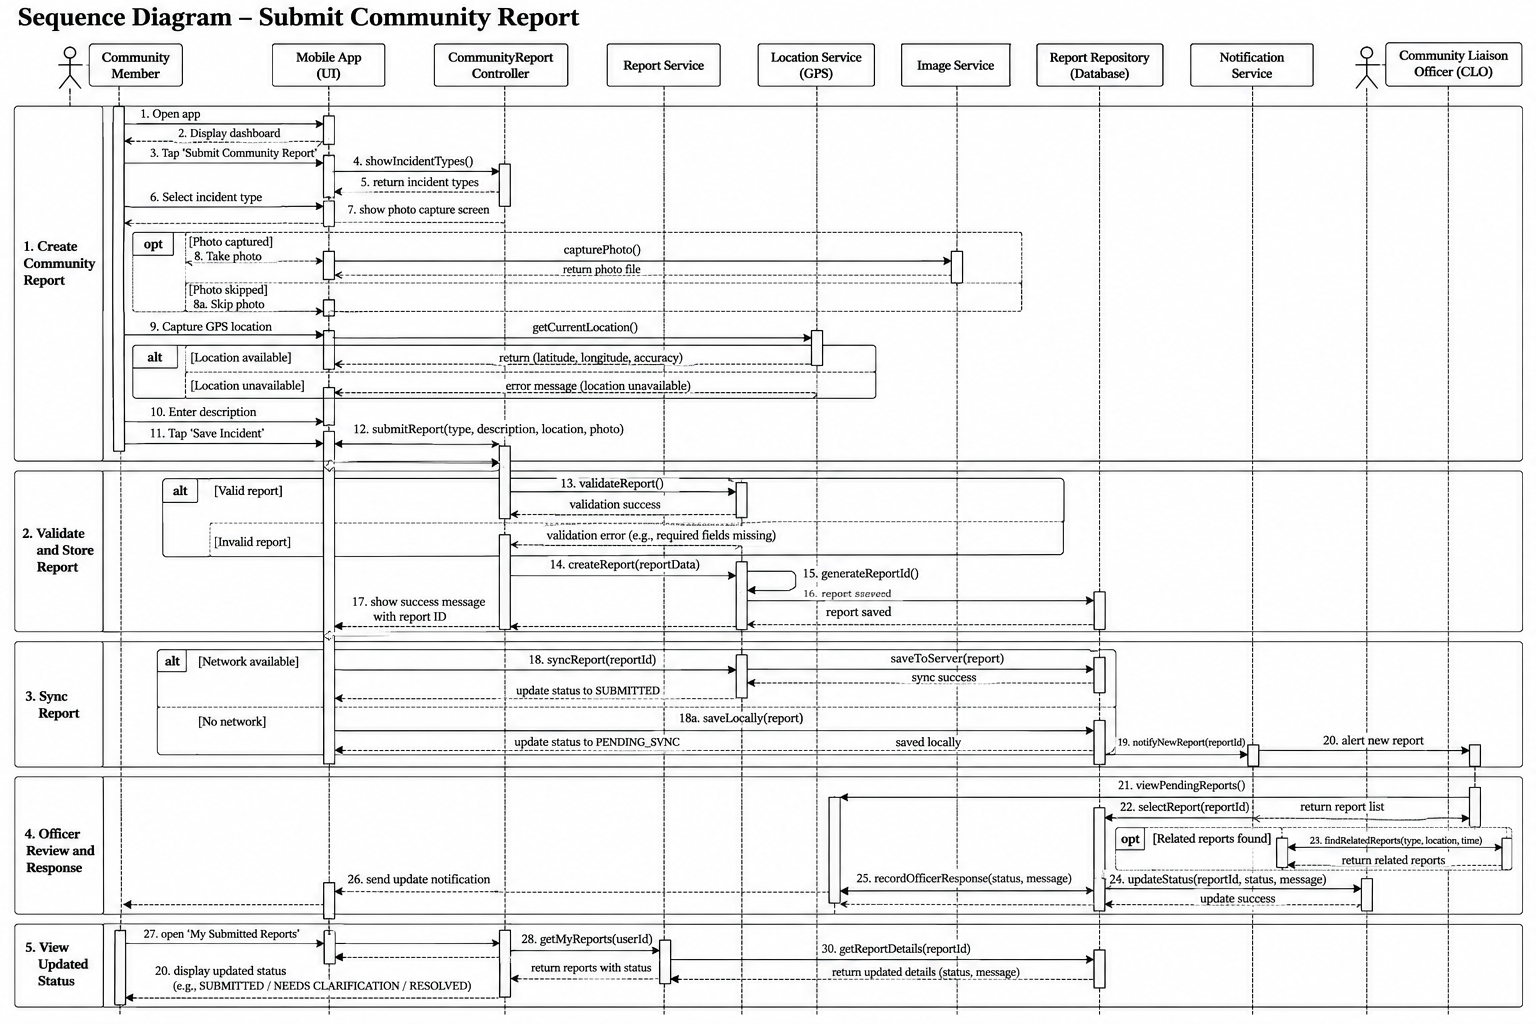 Sequence Diagram – Submit Community Report
Community
Member
Mobile App
(UI)
CommunityReport
Controller
Report Service
Location Service
(GPS)
Image Service
Report Repository
(Database)
Notification
Service
Community Liaison
Officer (CLO)
1. Create
Community
Report
1. Open app
2. Display dashboard
3. Tap 'Submit Community Report'
4. showIncidentTypes()
5. return incident types
6. Select incident type
7. show photo capture screen
opt
[Photo captured]
8. Take photo
capturePhoto()
return photo file
[Photo skipped]
8a. Skip photo
9. Capture GPS location
getCurrentLocation()
alt
[Location available]
return (latitude, longitude, accuracy)
[Location unavailable]
error message (location unavailable)
10. Enter description
11. Tap 'Save Incident'
12. submitReport(type, description, location, photo)
2. Validate
and Store
Report
alt
[Valid report]
13. validateReport()
validation success
[Invalid report]
validation error (e.g., required fields missing)
14. createReport(reportData)
15. generateReportId()
16. report
17. show success message
with report ID
report saved
3. Sync
Report
alt
[Network available]
18. syncReport(reportId)
saveToServer(report)
sync success
update status to SUBMITTED
[No network]
18a. saveLocally(report)
update status to PENDING_SVNC
saved locally
19. notifyNewReport(reportId)
20. alert new report
4. Officer
Review and
Response
21. viewPendingReports()
22. selectReport(reportId)
return report list
opt
[Related reports found]
23. findRelatedReports(type, location, time)
return related reports
26. send update notification
25. recordOfficerResponse(status, message)
24. updateStatus(reportId, status, message)
update success
5. View
Updated
Status
27. open 'My Submitted Reports'
28. getMyReports(userId)
30. getReportDetails(reportId)
return reports with status
return updated details (status, message)
20. display updated status
(e.g., SUBMITTED / NEEDS CLARIFICATION / RESOLVED)